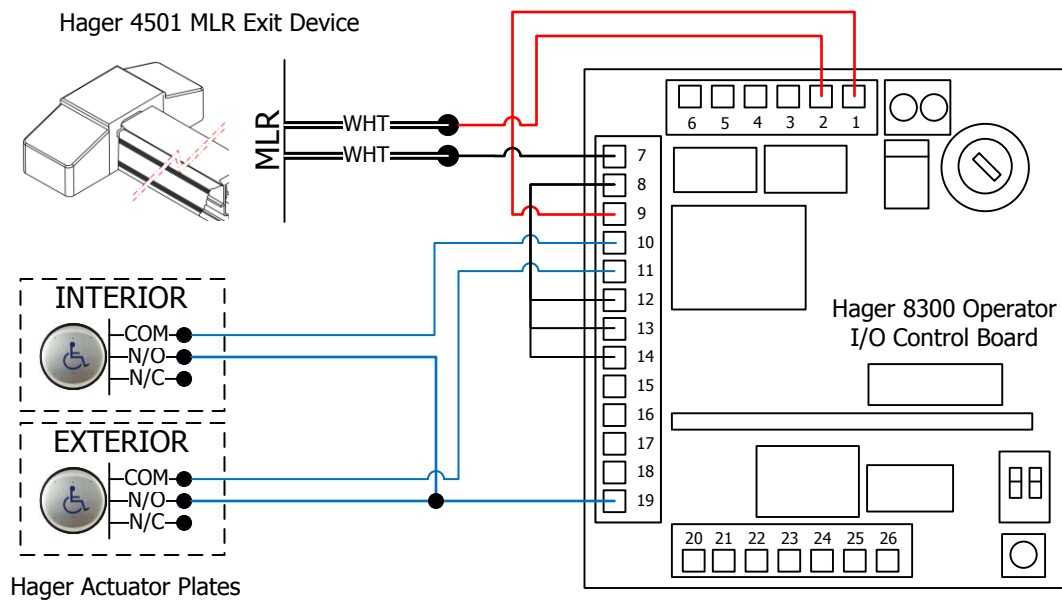 Hager 4501 MLR Exit Device
MLR
WHT
WHT
6 5 4 3 2 1
7
8
9
10
11
12
13
14
15
16
17
18
19
20 21 22 23 24 25 26
Hager 8300 Operator
I/O Control Board
INTERIOR
COM
N/O
N/C
EXTERIOR
COM
N/O
N/C
Hager Actuator Plates